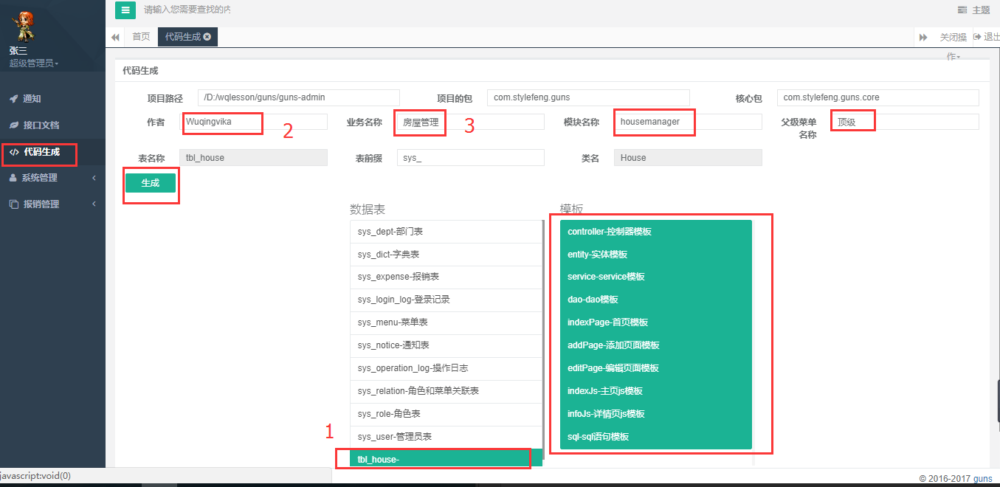 请输入您需要查找的内
主题
张三
超级管理员
首页
代码生成
关闭操
作
退出
通知
接口文档
代码生成
系统管理
报销管理
代码生成
项目路径 /D:/wqlesson/guns/guns-admin 项目的包 com.stylefeng.guns 核心包 com.stylefeng.guns.core
作者 Wuqingvika 2 业务名称 房屋管理 3 模块名称 housemanager 父级菜单
名称 顶级
表名称 tbl_house 表前缀 sys_ 类名 House
生成
数据表
sys_dept-部门表
sys_dict-字典表
sys_expense-报销表
sys_login_log-登录记录
sys_menu-菜单表
sys_notice-通知表
sys_operation_log-操作日志
sys_relation-角色和菜单关联表
sys_role-角色表
sys_user-管理员表
1
tbl_house-
模板
controller-控制器模板
entity-实体模板
service-service模板
dao-dao模板
indexPage-首页模板
addPage-添加页面模板
editPage-编辑页面模板
indexJs-主页js模板
infoJs-详情页js模板
sql-sql语句模板
javascript:void(0)
© 2016-2017 guns